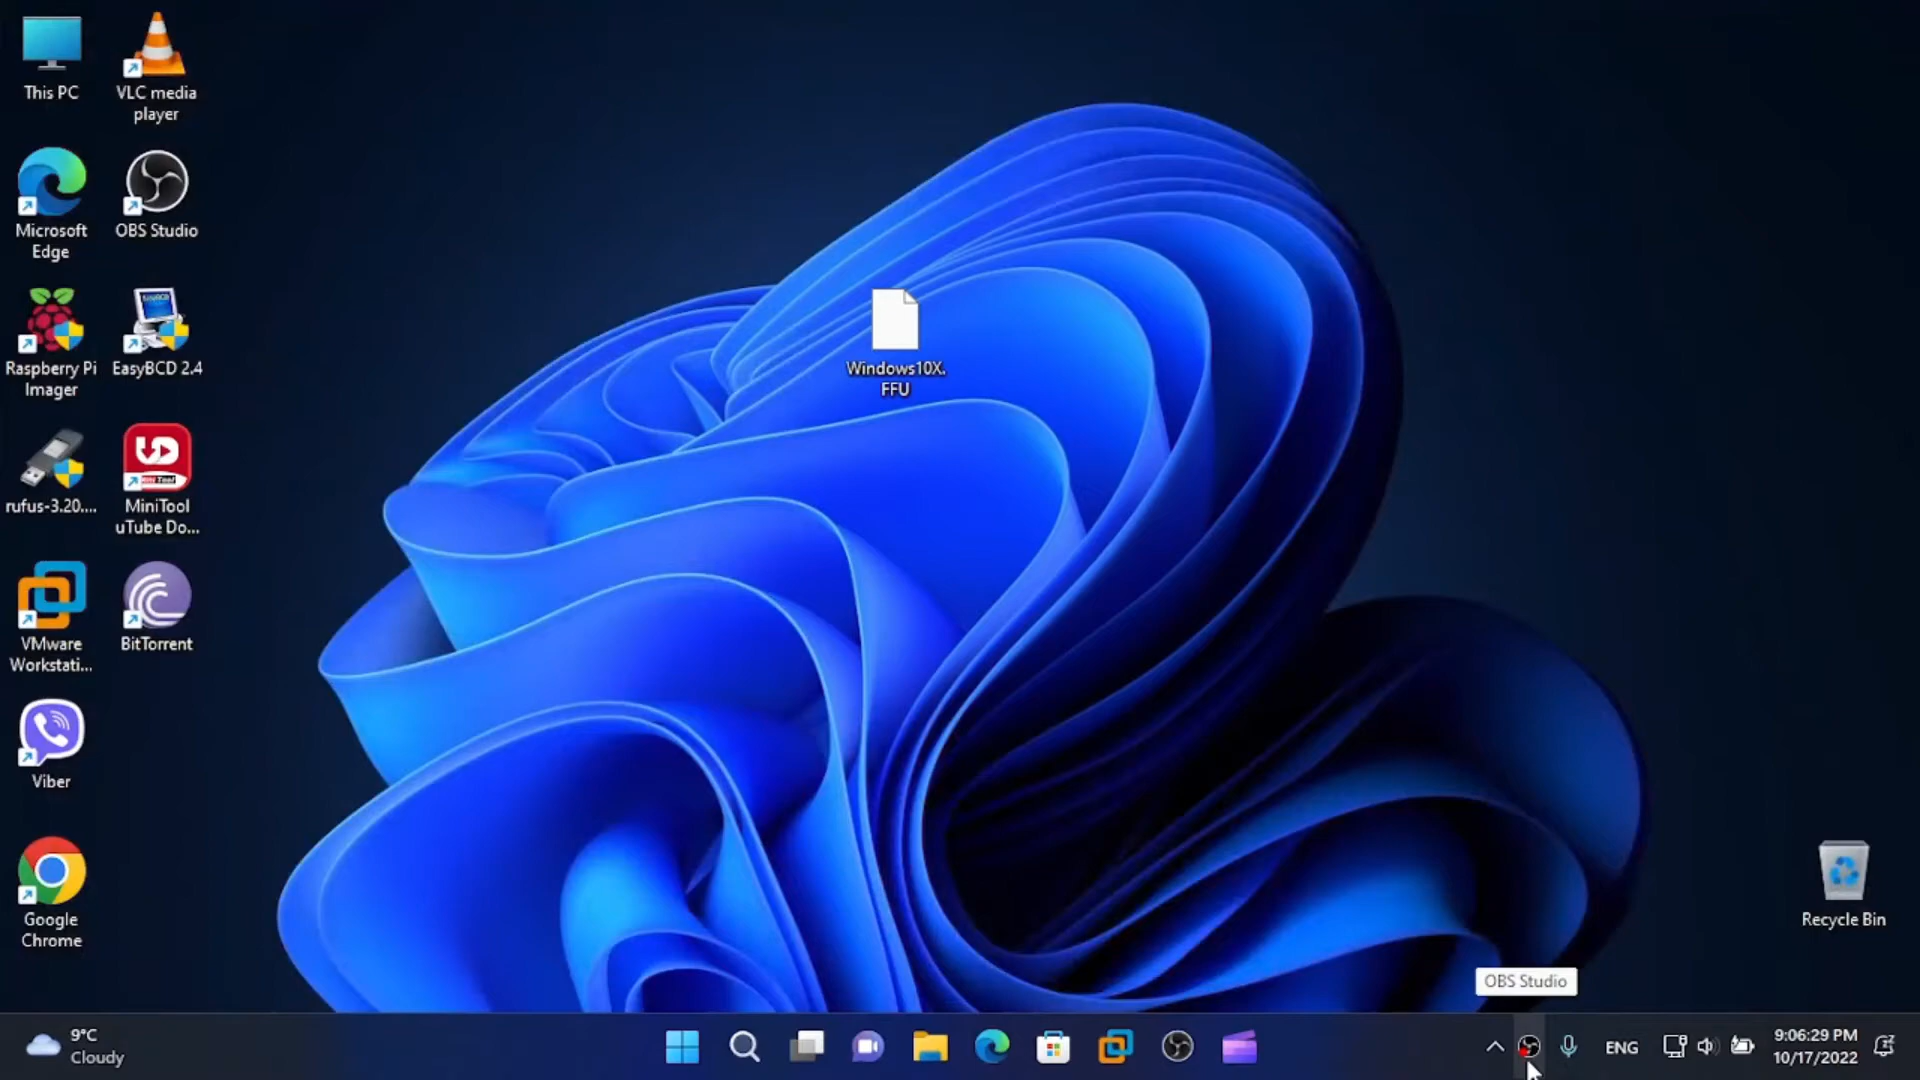 This PC
VLC media
player
Microsoft
Edge
OBS Studio
Raspberry Pi
Imager
EasyBCD 2.4
EasyBCD
rufus-3.20....
MiniTool
uTube Do...
VMware
Workstati...
BitTorrent
Viber
Google
Chrome
Windows10X.
FFU
Recycle Bin
OBS Studio
9°C
Cloudy
ENG
9:06:29 PM
10/17/2022